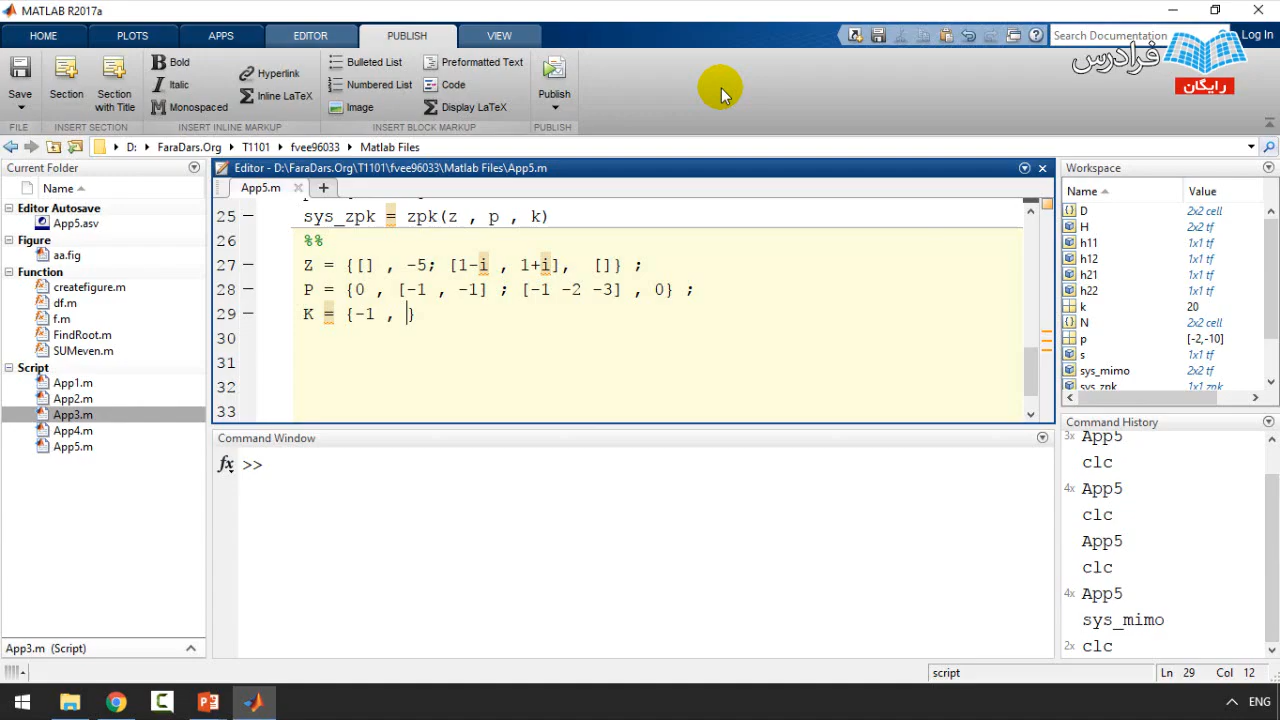 MATLAB R2017a
HOME PLOTS APPS EDITOR PUBLISH VIEW Search Documentation Log In
فرادرس
رایگان
Save Section Section with Title
B Bold
Italic
M Monospaced
Hyperlink
Σ Inline LaTeX
Bulleted List
Numbered List
Image
Preformatted Text
Code
Σ Display LaTeX
Publish
FILE INSERT SECTION INSERT INLINE MARKUP INSERT BLOCK MARKUP PUBLISH
D: FaraDars.Org T1101 fvee96033 Matlab Files
Current Folder
Name
Editor Autosave
App5.asv
Figure
aa.fig
Function
createfigure.m
df.m
f.m
FindRoot.m
SUMeven.m
Script
App1.m
App2.m
App3.m
App4.m
App5.m
App3.m (Script)
Editor - D:\FaraDars.Org\T1101\fvee96033\Matlab Files\App5.m
App5.m
25 sys_zpk = zpk(z , p , k)
26 %%
27 Z = {[] , -5; [1-i , 1+i], []} ;
28 P = {0 , [-1 , -1] ; [-1 -2 -3] , 0} ;
29 K = {-1 , }
30
31
32
33
Command Window
fx >>
Workspace
Name Value
D 2x2 cell
H 2x2 tf
h11 1x1 tf
h12 1x1 tf
h21 1x1 tf
h22 1x1 tf
k 20
N 2x2 cell
p [-2,-10]
s 1x1 tf
sys_mimo 2x2 tf
sys_zpk 1x1 zpk
Command History
3x App5
clc
4x App5
clc
App5
clc
4x App5
sys_mimo
2x clc
script Ln 29 Col 12
ENG